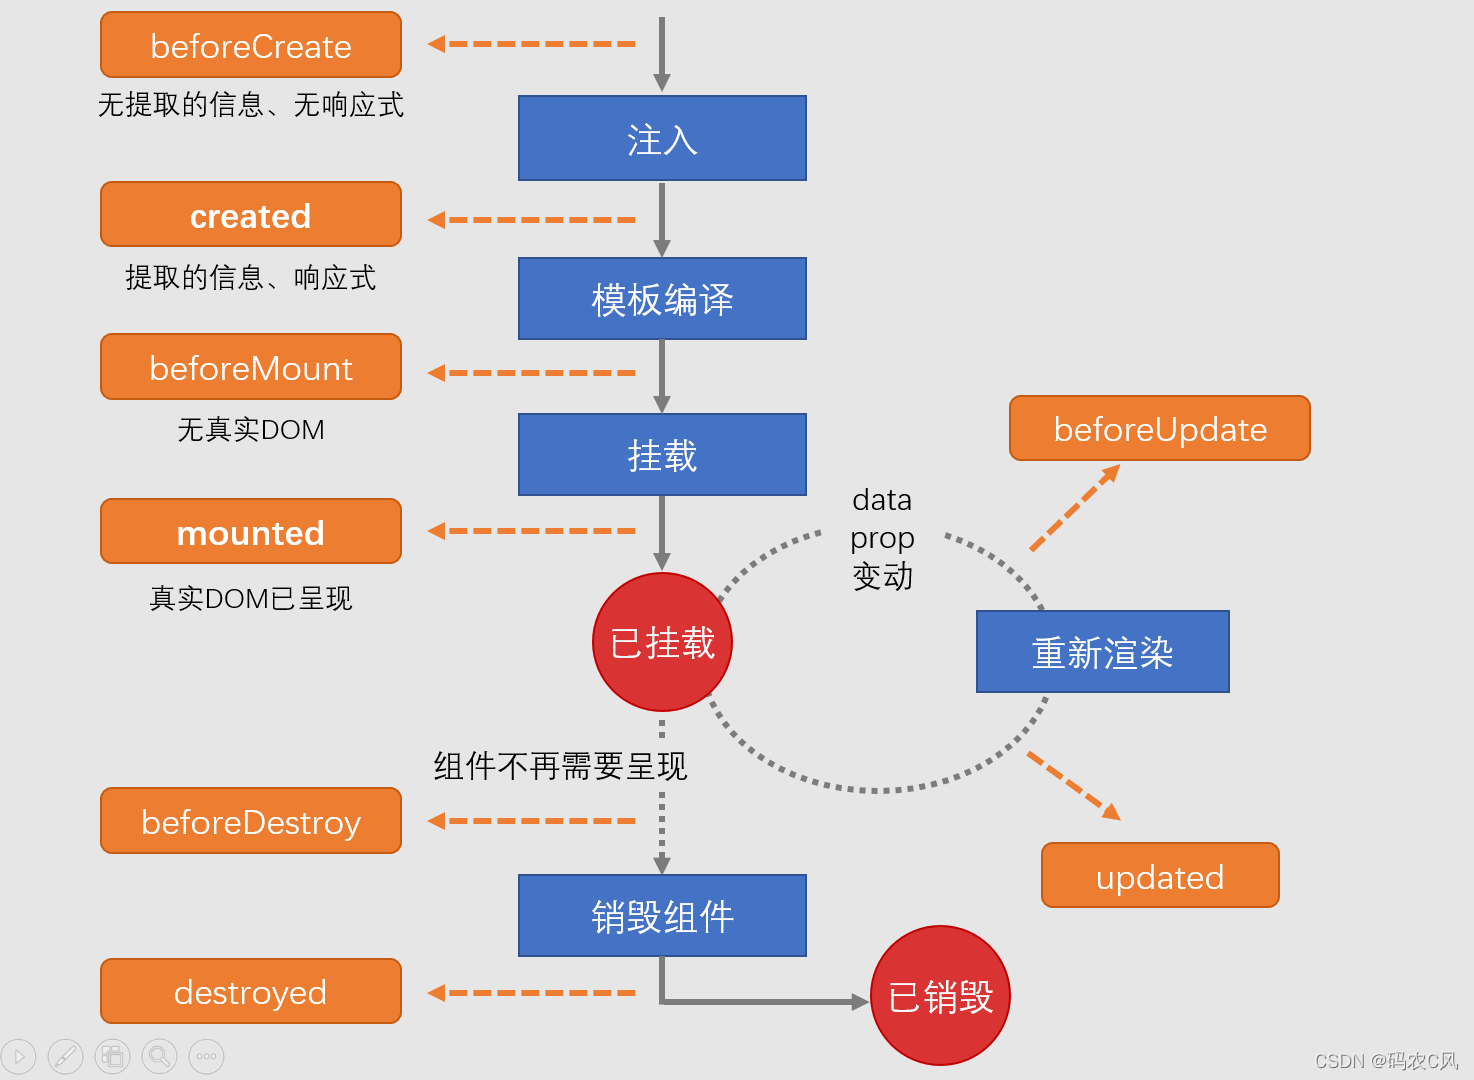 beforeCreate
无提取的信息、无响应式
注入
created
提取的信息、响应式
模板编译
beforeMount
无真实DOM
挂载
mounted
真实DOM已呈现
已挂载
data
prop
变动
beforeUpdate
重新渲染
updated
组件不再需要呈现
beforeDestroy
销毁组件
destroyed
已销毁
CSDN @码农C风